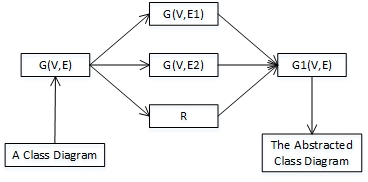 G(V,E1)
G(V,E)
G(V,E2)
G1(V,E)
R
A Class Diagram
The Abstracted
Class Diagram